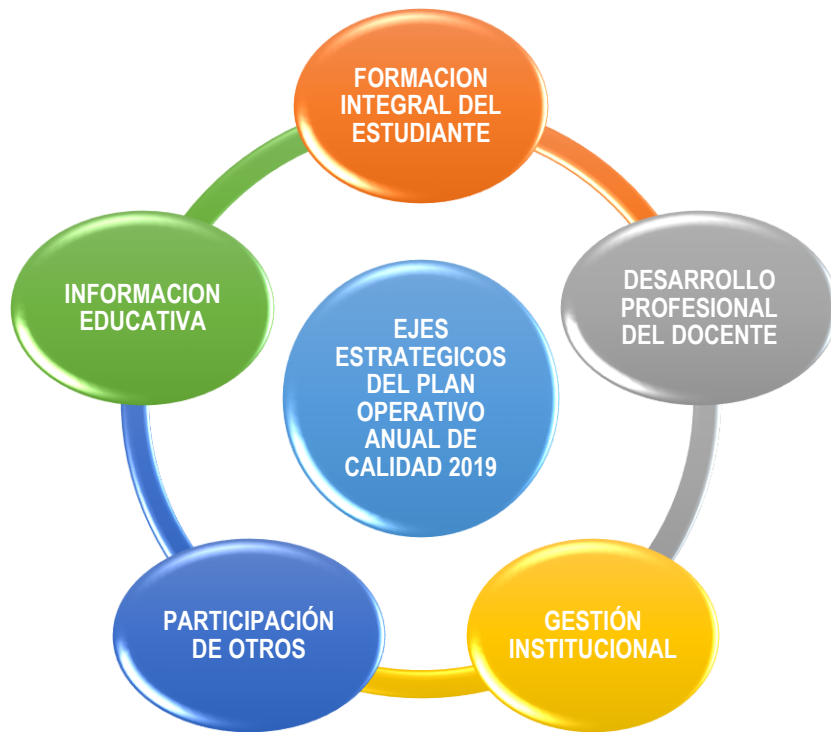 FORMACION
INTEGRAL DEL
ESTUDIANTE
DESARROLLO
PROFESIONAL
DEL DOCENTE
GESTIÓN
INSTITUCIONAL
PARTICIPACIÓN
DE OTROS
INFORMACION
EDUCATIVA
EJES
ESTRATEGICOS
DEL PLAN
OPERATIVO
ANUAL DE
CALIDAD 2019